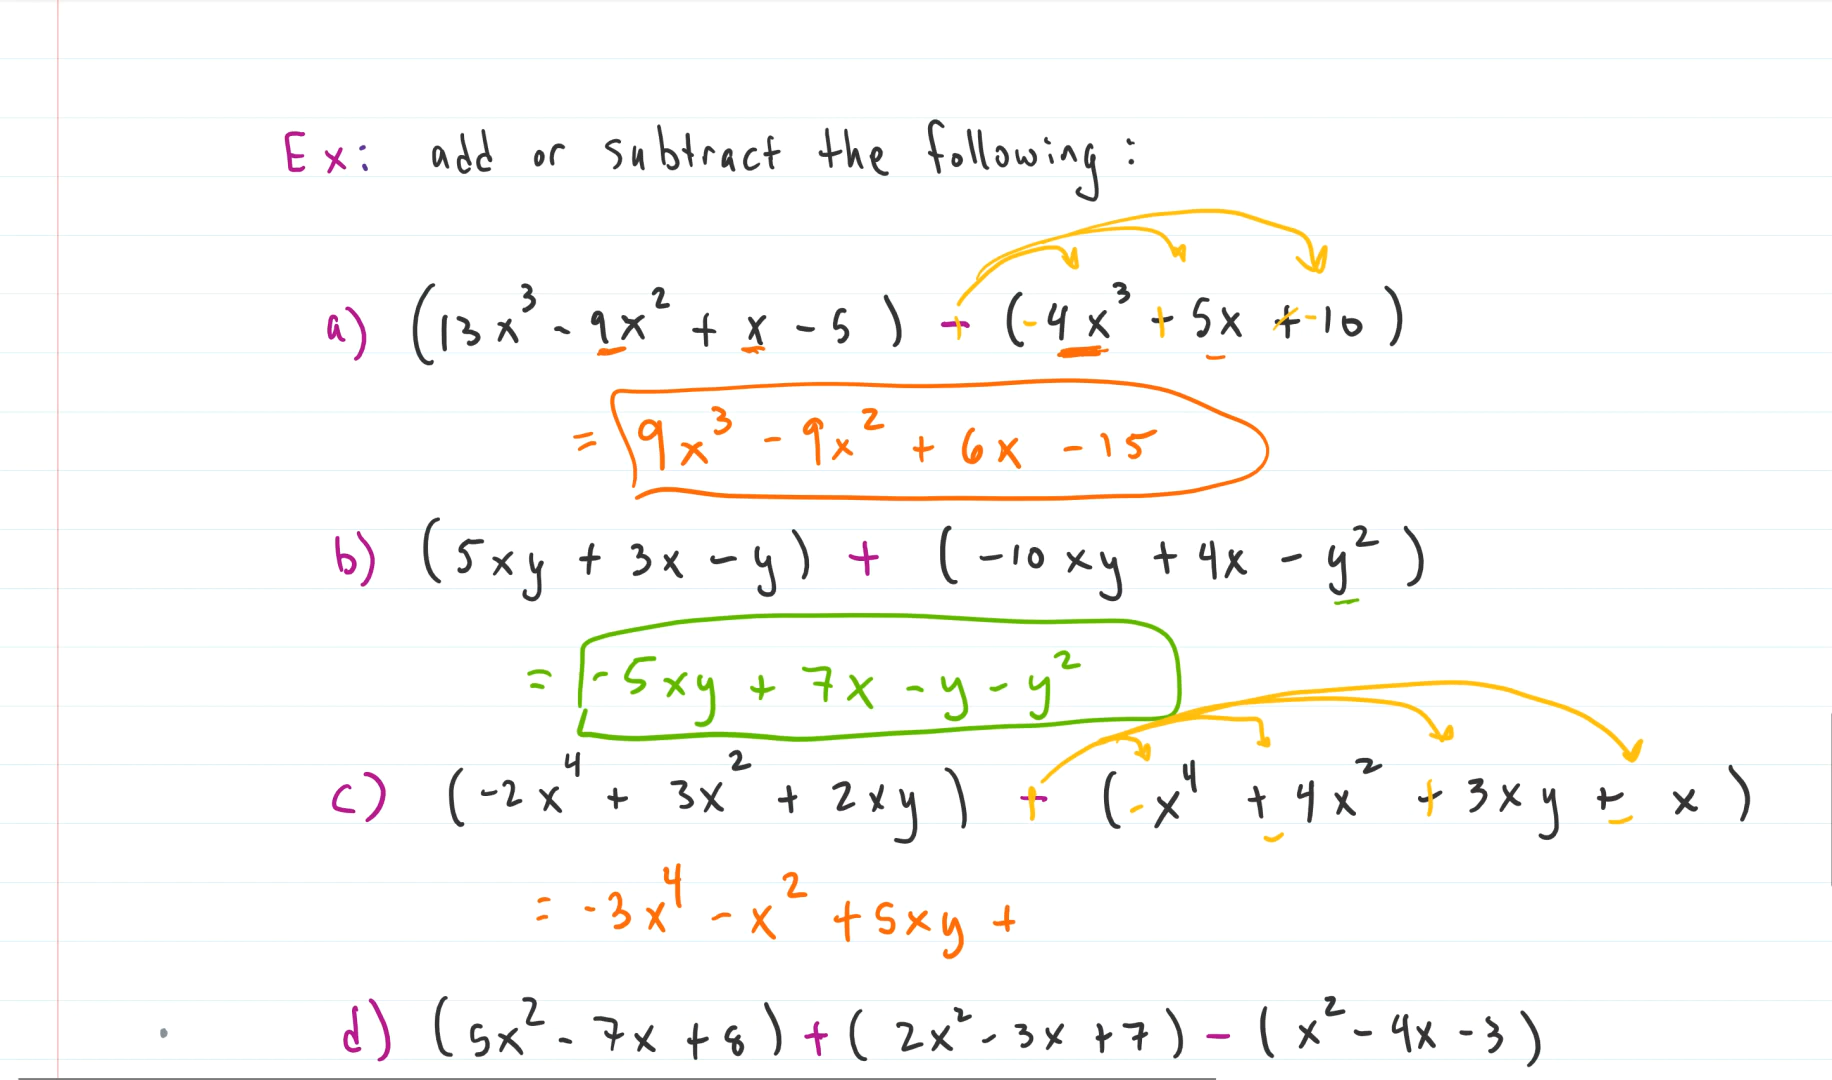 Ex: add or subtract the following:
a) (13x³ - 9x² + x - 5) + (-4x³ + 5x + -10)
= 9x³ - 9x² + 6x - 15
b) (5xy + 3x - y) + (-10xy + 4x - y²)
= -5xy + 7x - y - y²
c) (-2x⁴ + 3x² + 2xy) + (-x⁴ + 4x² + 3xy + x)
= -3x⁴ - x² + 5xy +
d) (5x² - 7x + 8) + (2x² - 3x + 7) - (x² - 4x - 3)